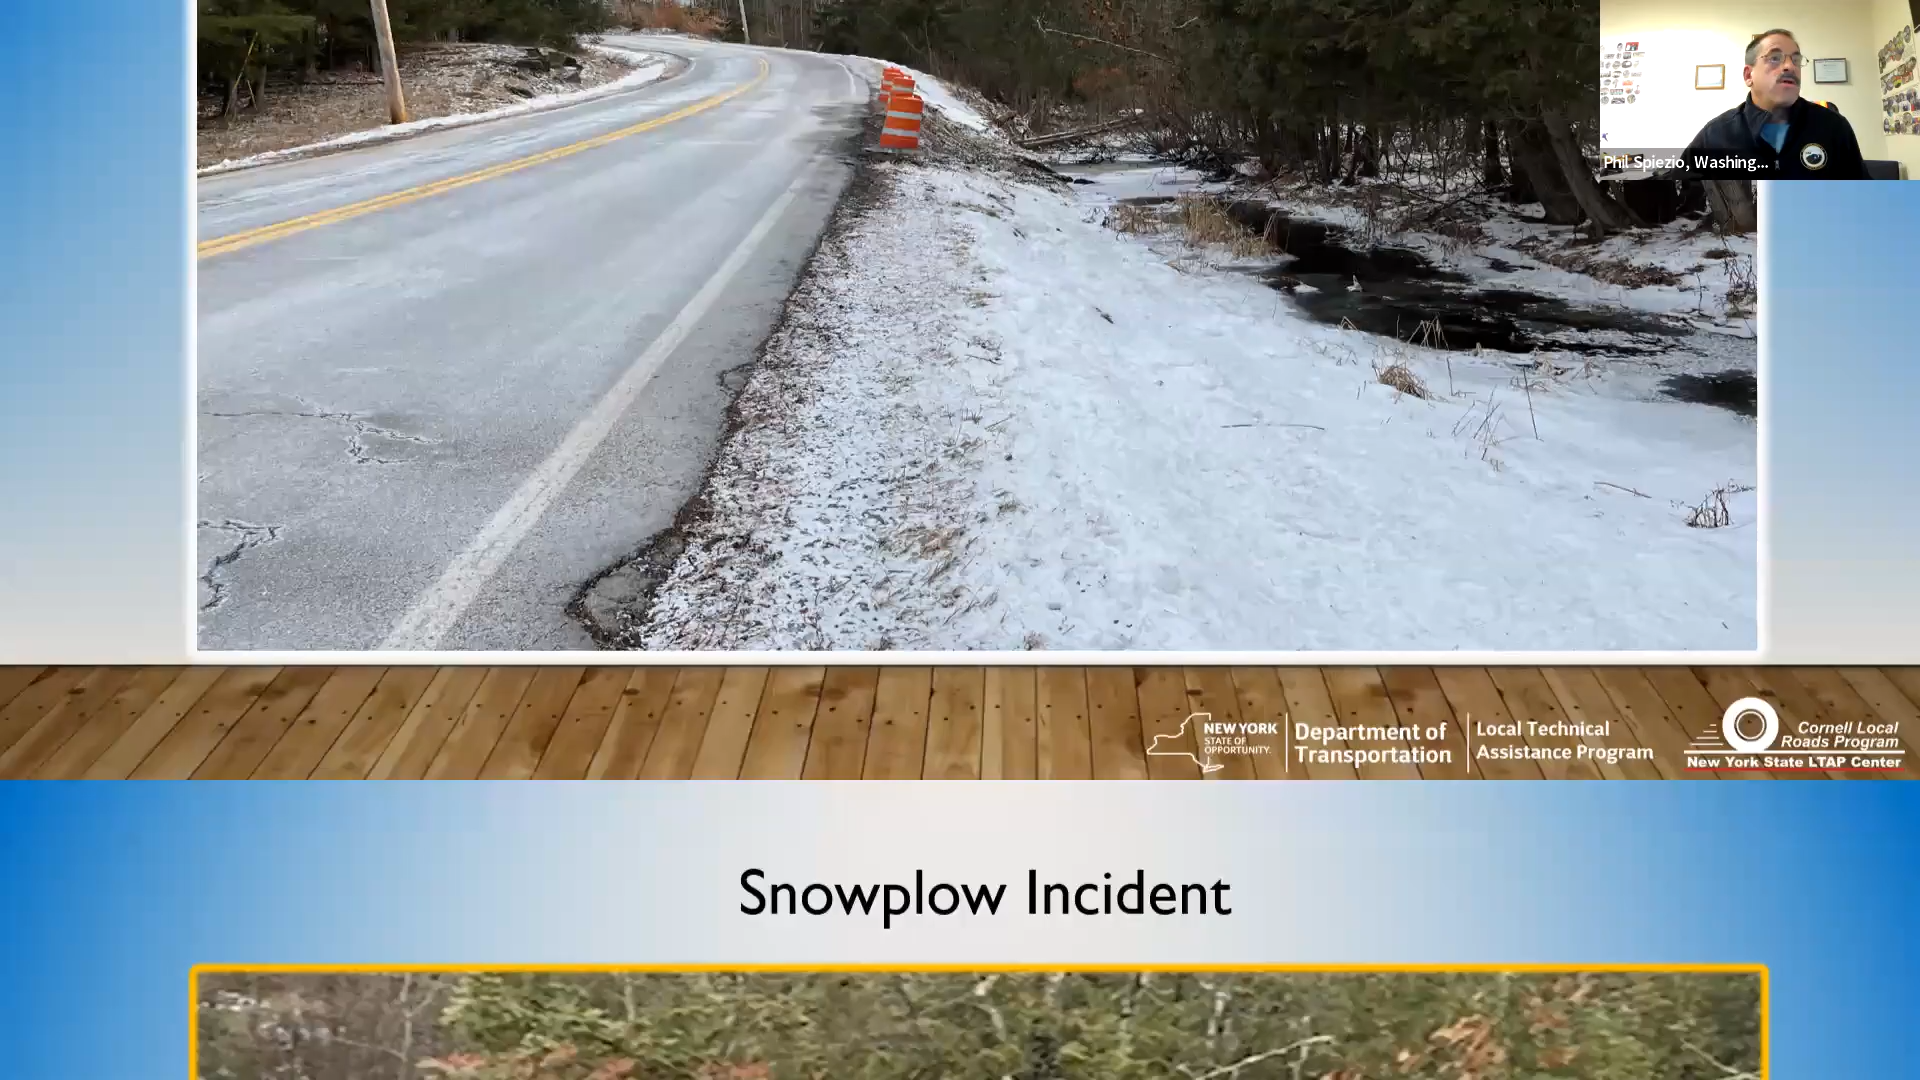 Phil Spiezio, Washing...
NEW YORK
STATE OF
OPPORTUNITY.
Department of
Transportation
Local Technical
Assistance Program
Cornell Local
Roads Program
New York State LTAP Center
Snowplow Incident